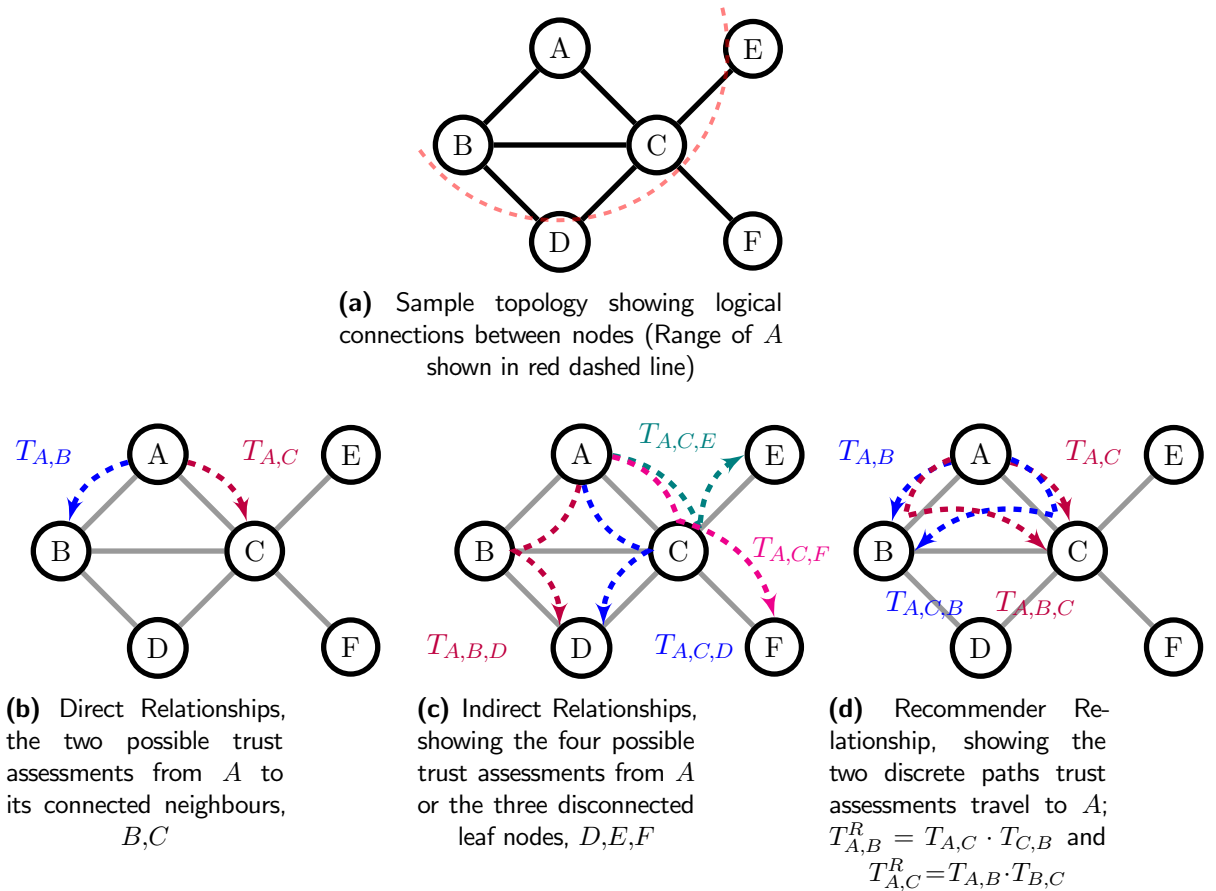 A
E
B
C
D
F
(a) Sample topology showing logical
connections between nodes (Range of A
shown in red dashed line)
T_{A,B}
A
T_{A,C}
E
B
C
D
F
(b) Direct Relationships,
the two possible trust
assessments from A to
its connected neighbours,
B,C
A
T_{A,C,E}
E
B
C
T_{A,C,F}
T_{A,B,D}
D
T_{A,C,D}
F
(c) Indirect Relationships,
showing the four possible
trust assessments from A
or the three disconnected
leaf nodes, D,E,F
T_{A,B}
A
T_{A,C}
E
B
C
T_{A,C,B}
T_{A,B,C}
D
F
(d) Recommender Re-
lationship, showing the
two discrete paths trust
assessments travel to A;
T^R_{A,B} = T_{A,C} · T_{C,B} and
T^R_{A,C}=T_{A,B}·T_{B,C}